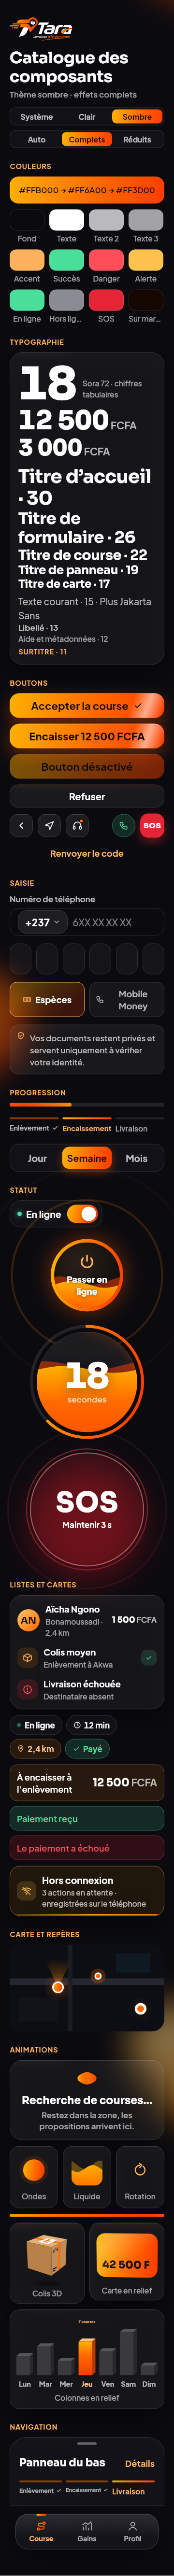 Tara
Catalogue des
composants
Thème sombre · effets complets
Système Clair Sombre
Auto Complets Réduits
COULEURS
#FFB000 → #FF6A00 → #FF3D00
Fond Texte Texte 2 Texte 3
Accent Succès Danger Alerte
En ligne Hors lig... SOS Sur mar...
TYPOGRAPHIE
18 Sora 72 · chiffres
tabulaires
12 500 FCFA
3 000 FCFA
Titre d’accueil
· 30
Titre de
formulaire · 26
Titre de course · 22
Titre de panneau · 19
Titre de carte · 17
Texte courant · 15 · Plus Jakarta
Sans
Libellé · 13
Aide et métadonnées · 12
SURTITRE · 11
BOUTONS
Accepter la course
Encaisser 12 500 FCFA
Bouton désactivé
Refuser
SOS
Renvoyer le code
SAISIE
Numéro de téléphone
+237 6XX XX XX XX
Espèces
Mobile
Money
Vos documents restent privés et
servent uniquement à vérifier
votre identité.
PROGRESSION
Enlèvement Encaissement Livraison
Jour Semaine Mois
STATUT
En ligne
Passer en
ligne
18
secondes
SOS
Maintenir 3 s
LISTES ET CARTES
AN
Aïcha Ngono
Bonamoussadi ·
2,4 km
1 500 FCFA
Colis moyen
Enlèvement à Akwa
Livraison échouée
Destinataire absent
En ligne 12 min
2,4 km Payé
À encaisser à
l’enlèvement
12 500 FCFA
Paiement reçu
Le paiement a échoué
Hors connexion
3 actions en attente ·
enregistrées sur le téléphone
CARTE ET REPÈRES
ANIMATIONS
Recherche de courses...
Restez dans la zone, les
propositions arrivent ici.
Ondes Liquide Rotation
42 500 F
Colis 3D Carte en relief
7 courses
Lun Mar Mer Jeu Ven Sam Dim
Colonnes en relief
NAVIGATION
Panneau du bas Détails
Enlèvement Encaissement Livraison
Course Gains Profil